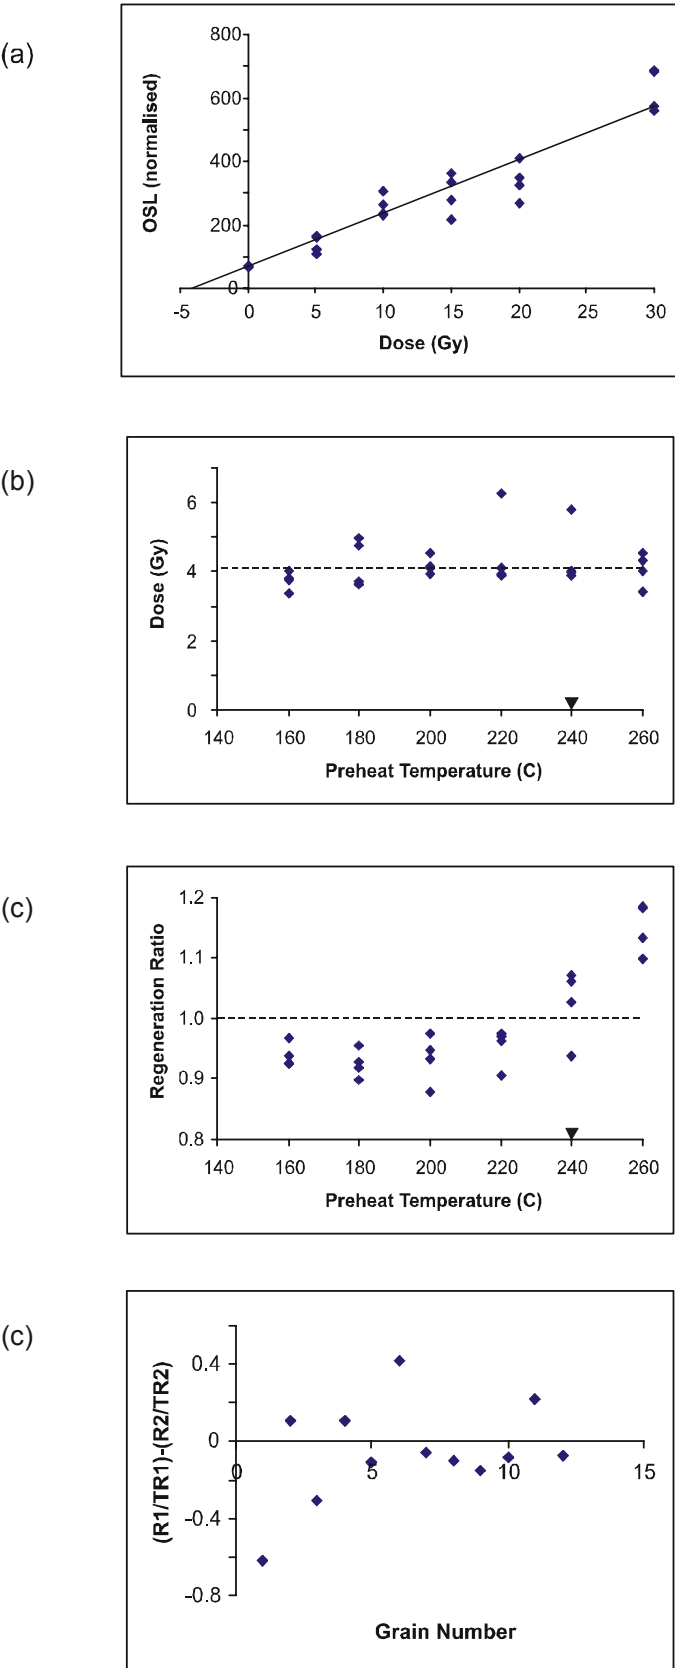 (a)
OSL (normalised)
800
600
400
200
0
-5 0 5 10 15 20 25 30
Dose (Gy)
(b)
Dose (Gy)
6
4
2
0
140 160 180 200 220 240 260
Preheat Temperature (C)
(c)
Regeneration Ratio
1.2
1.1
1.0
0.9
0.8
140 160 180 200 220 240 260
Preheat Temperature (C)
(c)
(R1/TR1)-(R2/TR2)
0.4
0
-0.4
-0.8
0 5 10 15
Grain Number